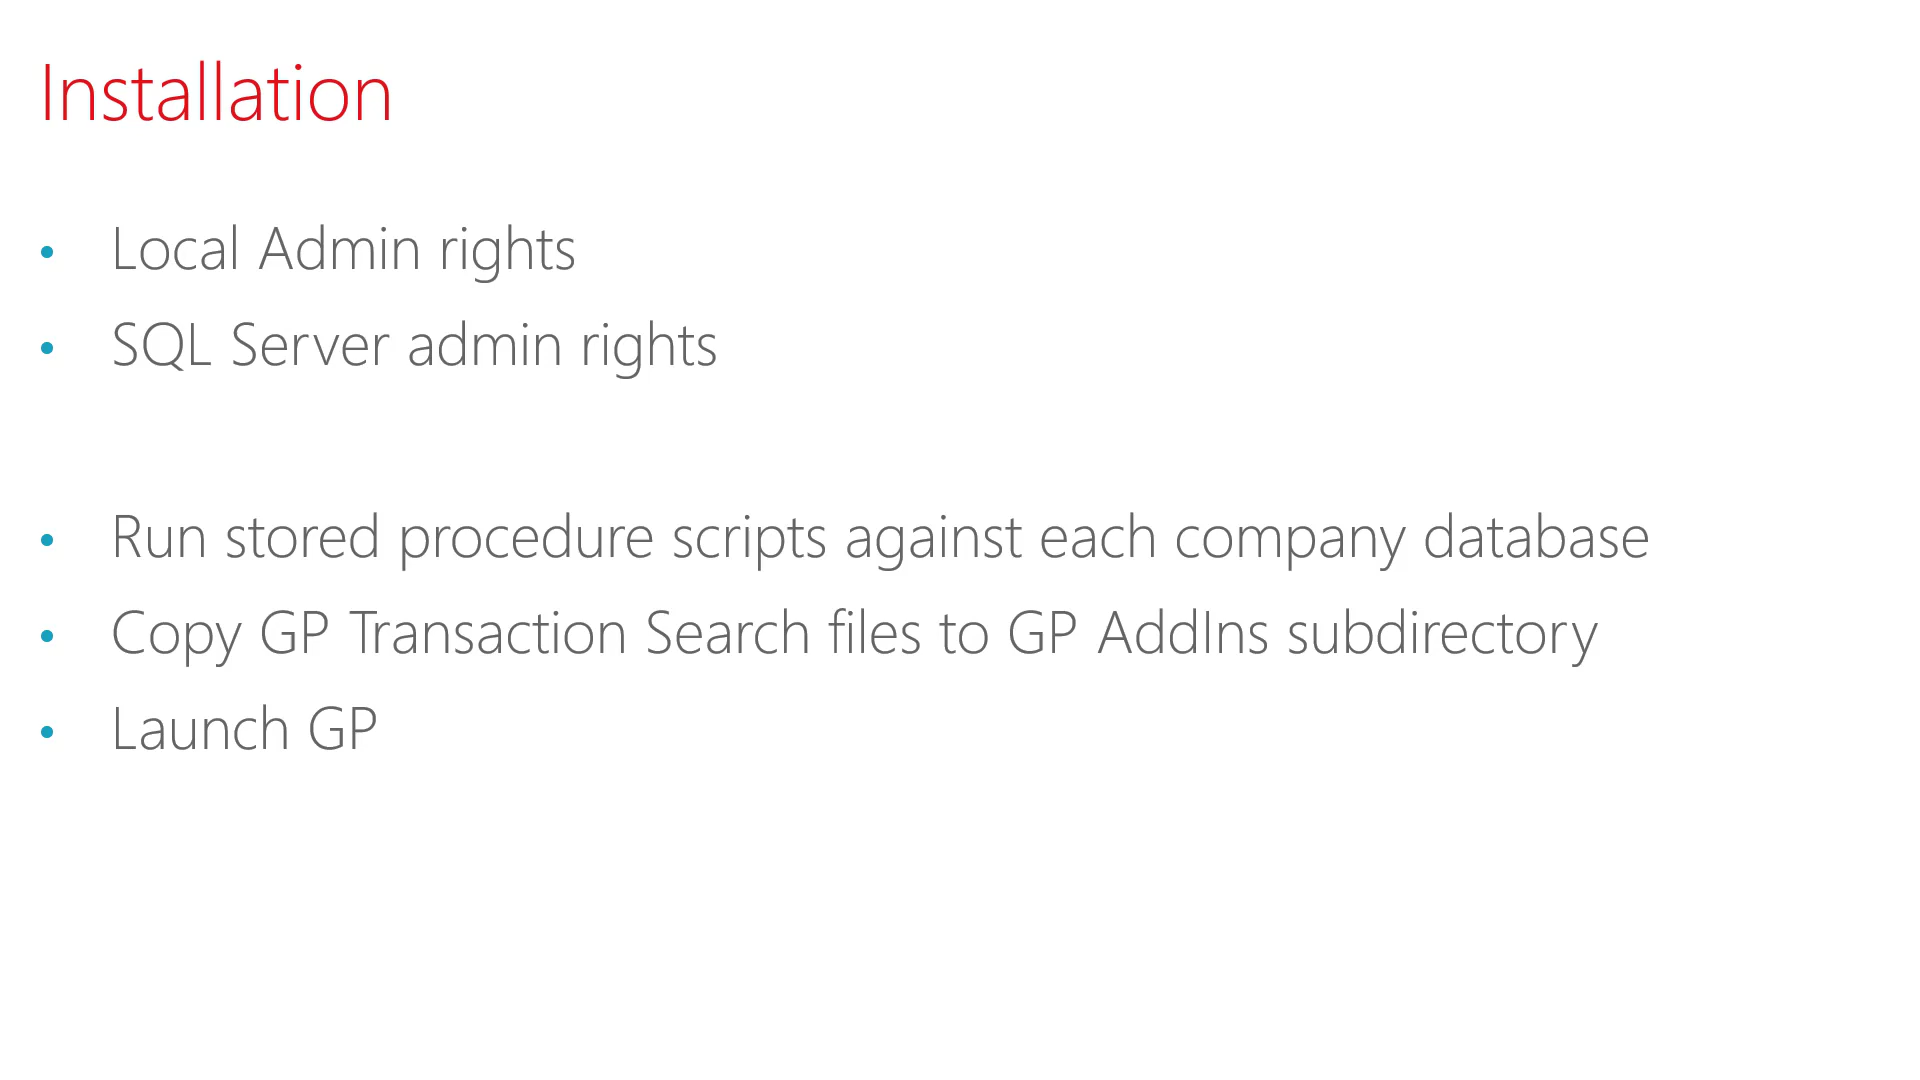 Installation
• Local Admin rights
• SQL Server admin rights
• Run stored procedure scripts against each company database
• Copy GP Transaction Search files to GP AddIns subdirectory
• Launch GP